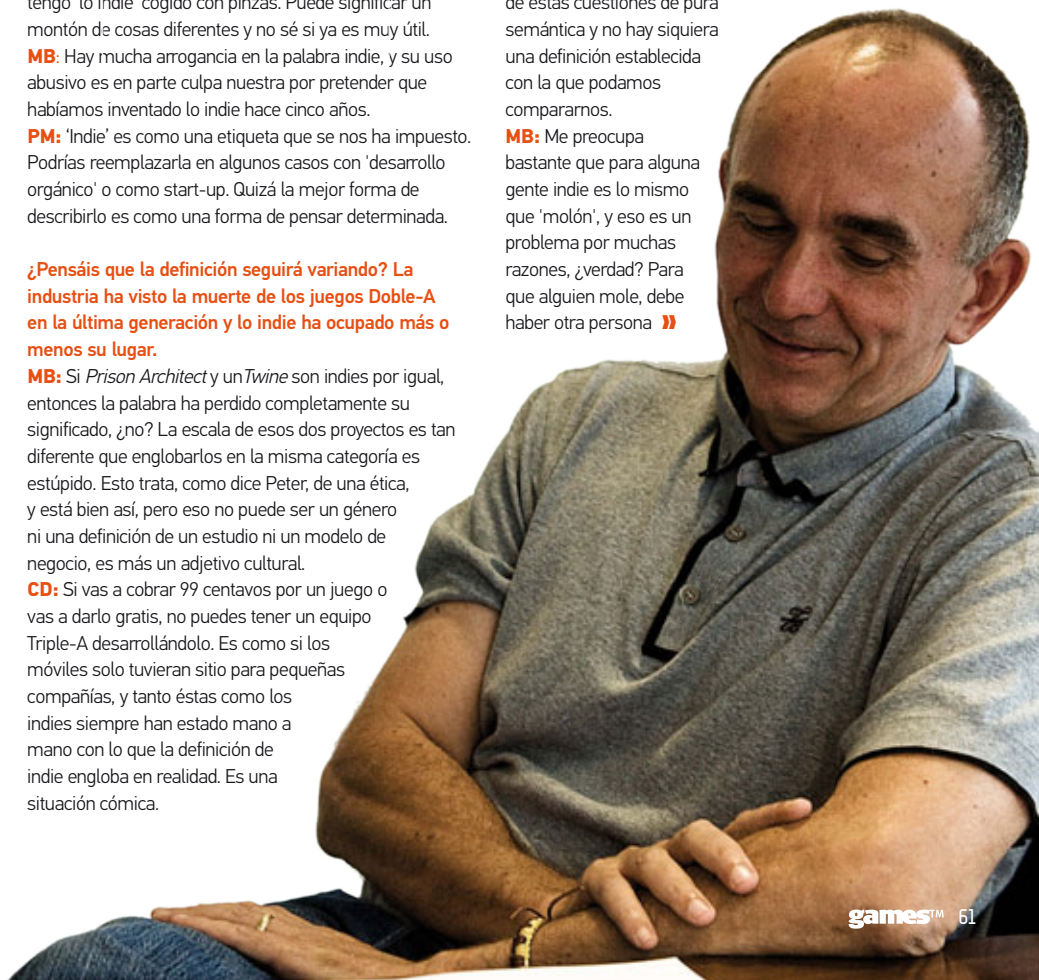 tengo 'lo indie' cogido con pinzas. Puede significar un
montón de cosas diferentes y no sé si ya es muy útil.
MB: Hay mucha arrogancia en la palabra indie, y su uso
abusivo es en parte culpa nuestra por pretender que
habíamos inventado lo indie hace cinco años.
PM: 'Indie' es como una etiqueta que se nos ha impuesto.
Podrías reemplazarla en algunos casos con 'desarrollo
orgánico' o como start-up. Quizá la mejor forma de
describirlo es como una forma de pensar determinada.
¿Pensáis que la definición seguirá variando? La
industria ha visto la muerte de los juegos Doble-A
en la última generación y lo indie ha ocupado más o
menos su lugar.
MB: Si Prison Architect y un Twine son indies por igual,
entonces la palabra ha perdido completamente su
significado, ¿no? La escala de esos dos proyectos es tan
diferente que englobarlos en la misma categoría es
estúpido. Esto trata, como dice Peter, de una ética,
y está bien así, pero eso no puede ser un género
ni una definición de un estudio ni un modelo de
negocio, es más un adjetivo cultural.
CD: Si vas a cobrar 99 centavos por un juego o
vas a darlo gratis, no puedes tener un equipo
Triple-A desarrollándolo. Es como si los
móviles solo tuvieran sitio para pequeñas
compañías, y tanto éstas como los
indies siempre han estado mano a
mano con lo que la definición de
indie engloba en realidad. Es una
situación cómica.
de estas cuestiones de pura
semántica y no hay siquiera
una definición establecida
con la que podamos
compararnos.
MB: Me preocupa
bastante que para alguna
gente indie es lo mismo
que 'molón', y eso es un
problema por muchas
razones, ¿verdad? Para
que alguien mole, debe
haber otra persona »
games™ 61